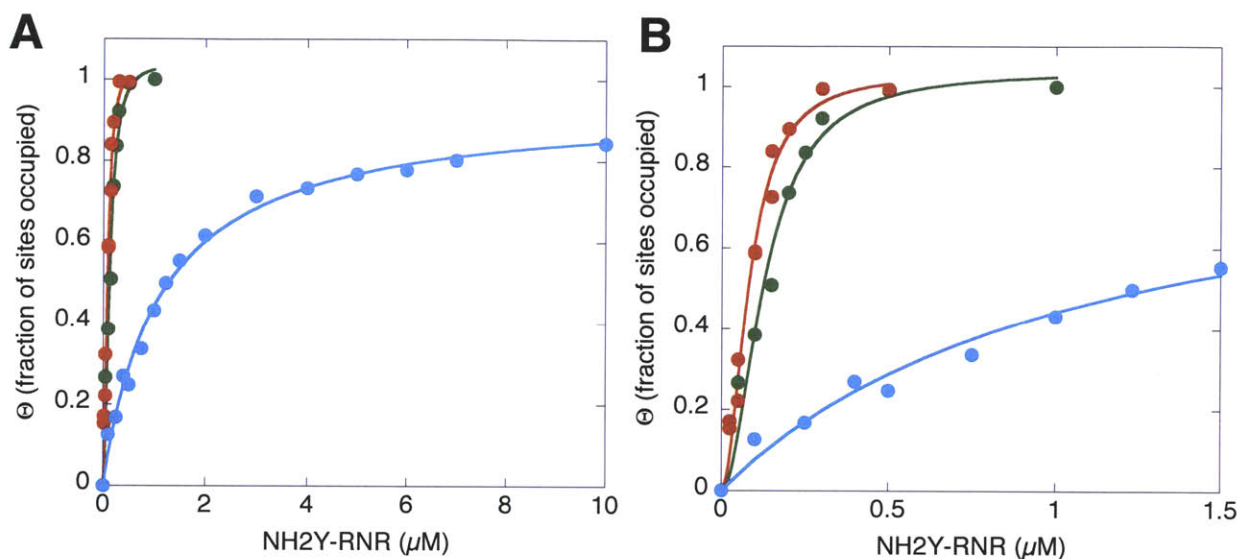 A
Θ (fraction of sites occupied)
1
0.8
0.6
0.4
0.2
0
0 2 4 6 8 10
NH2Y-RNR (µM)
B
Θ (fraction of sites occupied)
1
0.8
0.6
0.4
0.2
0
0 0.5 1 1.5
NH2Y-RNR (µM)